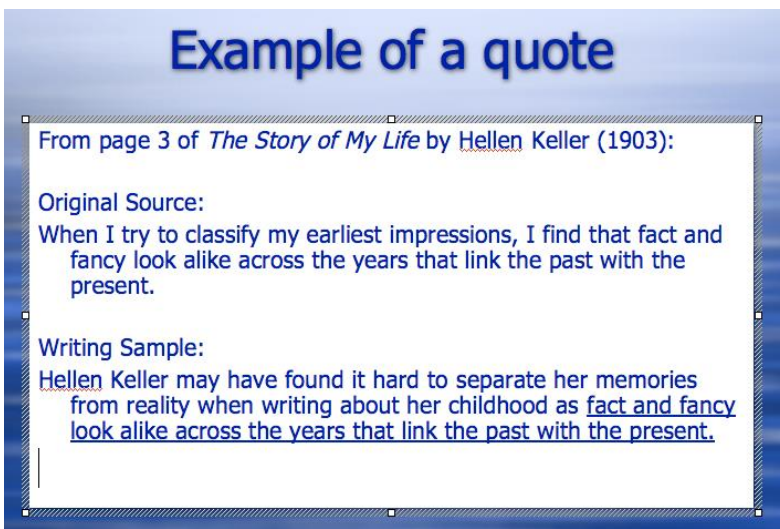 Example of a quote
From page 3 of The Story of My Life by Hellen Keller (1903):
Original Source:
When I try to classify my earliest impressions, I find that fact and
fancy look alike across the years that link the past with the
present.
Writing Sample:
Hellen Keller may have found it hard to separate her memories
from reality when writing about her childhood as fact and fancy
look alike across the years that link the past with the present.